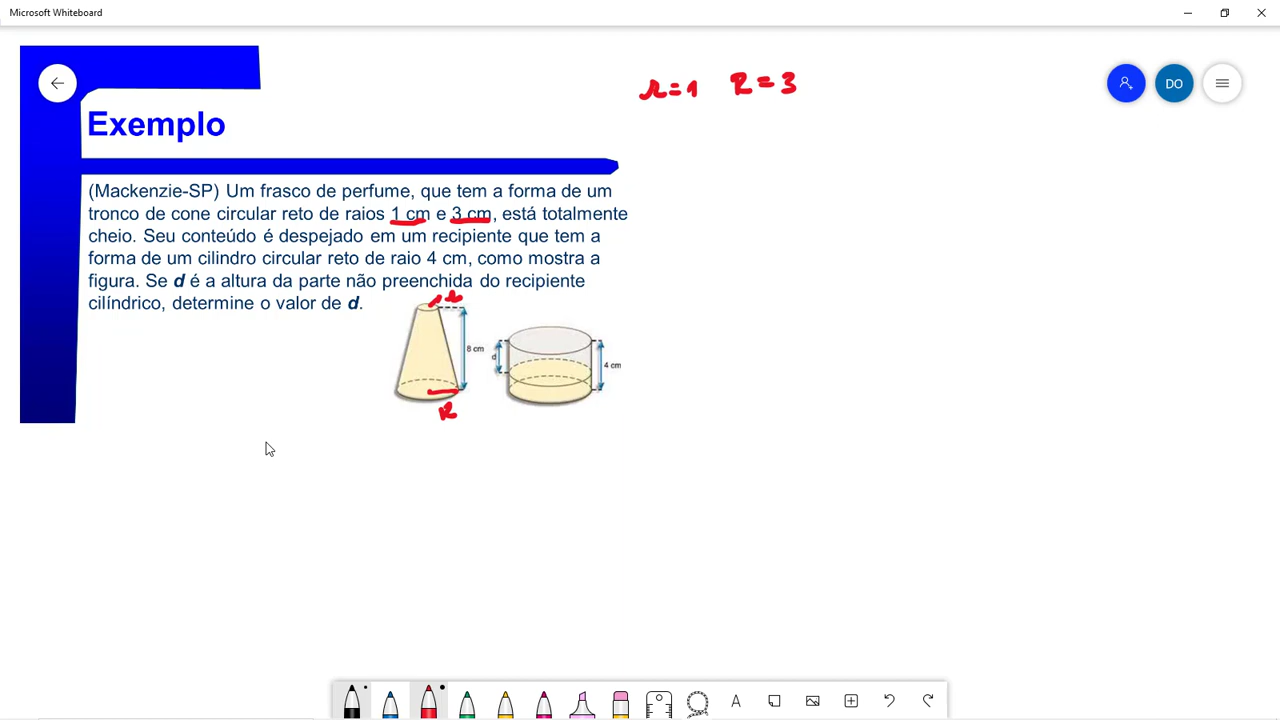 Microsoft Whiteboard
r=1 R=3
DO
Exemplo
(Mackenzie-SP) Um frasco de perfume, que tem a forma de um
tronco de cone circular reto de raios 1 cm e 3 cm, está totalmente
cheio. Seu conteúdo é despejado em um recipiente que tem a
forma de um cilindro circular reto de raio 4 cm, como mostra a
figura. Se d é a altura da parte não preenchida do recipiente
cilíndrico, determine o valor de d.
r
8 cm
d
4 cm
R
A